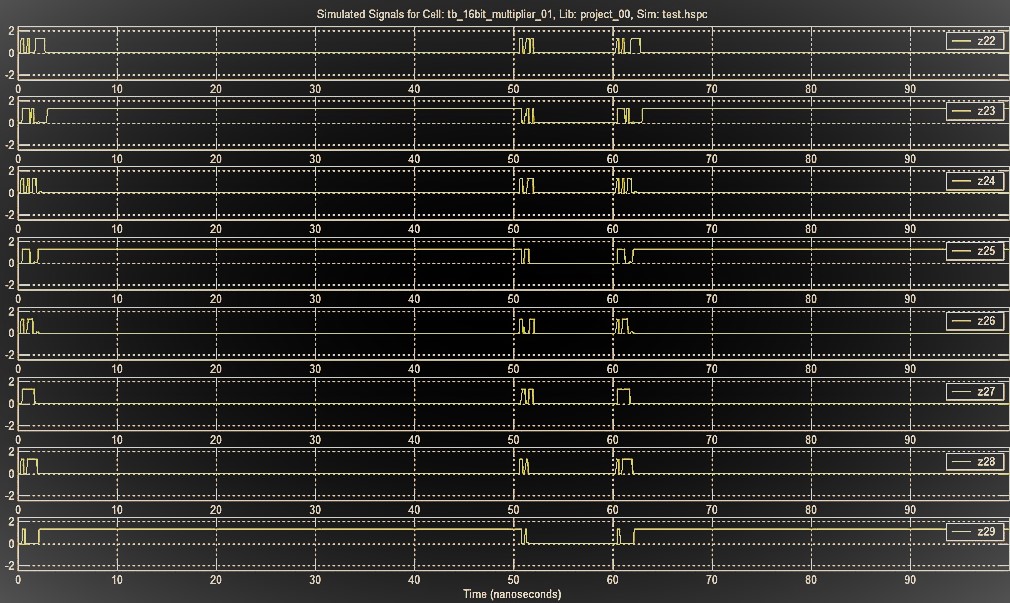 Simulated Signals for Cell: tb_16bit_multiplier_01, Lib: project_00, Sim: test.hspc
2
0
-2
z22
0 10 20 30 40 50 60 70 80 90
2
0
-2
z23
0 10 20 30 40 50 60 70 80 90
2
0
-2
z24
0 10 20 30 40 50 60 70 80 90
2
0
-2
z25
0 10 20 30 40 50 60 70 80 90
2
0
-2
z26
0 10 20 30 40 50 60 70 80 90
2
0
-2
z27
0 10 20 30 40 50 60 70 80 90
2
0
-2
z28
0 10 20 30 40 50 60 70 80 90
2
0
-2
z29
0 10 20 30 40 50 60 70 80 90
Time (nanoseconds)